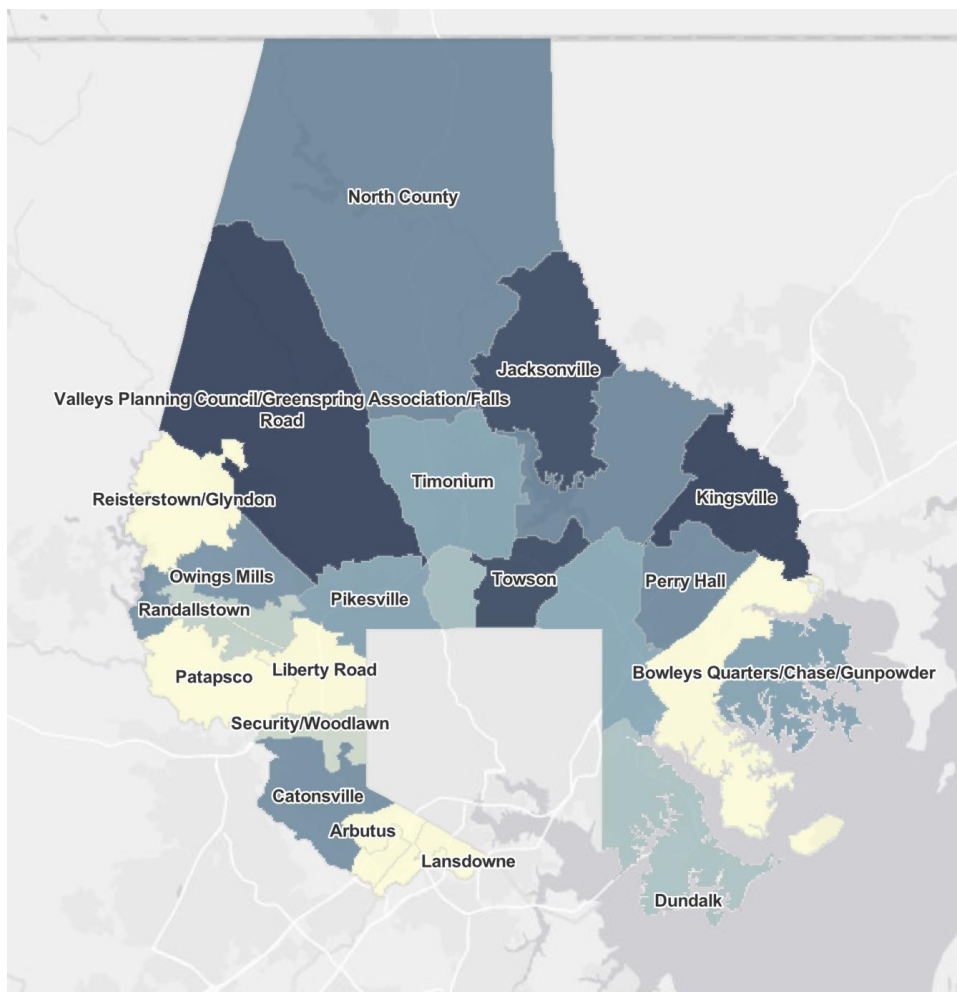 North County
Jacksonville
Valleys Planning Council/Greenspring Association/Falls
Road
Timonium
Reisterstown/Glyndon
Kingsville
Owings Mills
Towson
Perry Hall
Pikesville
Randallstown
Liberty Road
Patapsco
Bowleys Quarters/Chase/Gunpowder
Security/Woodlawn
Catonsville
Arbutus
Lansdowne
Dundalk